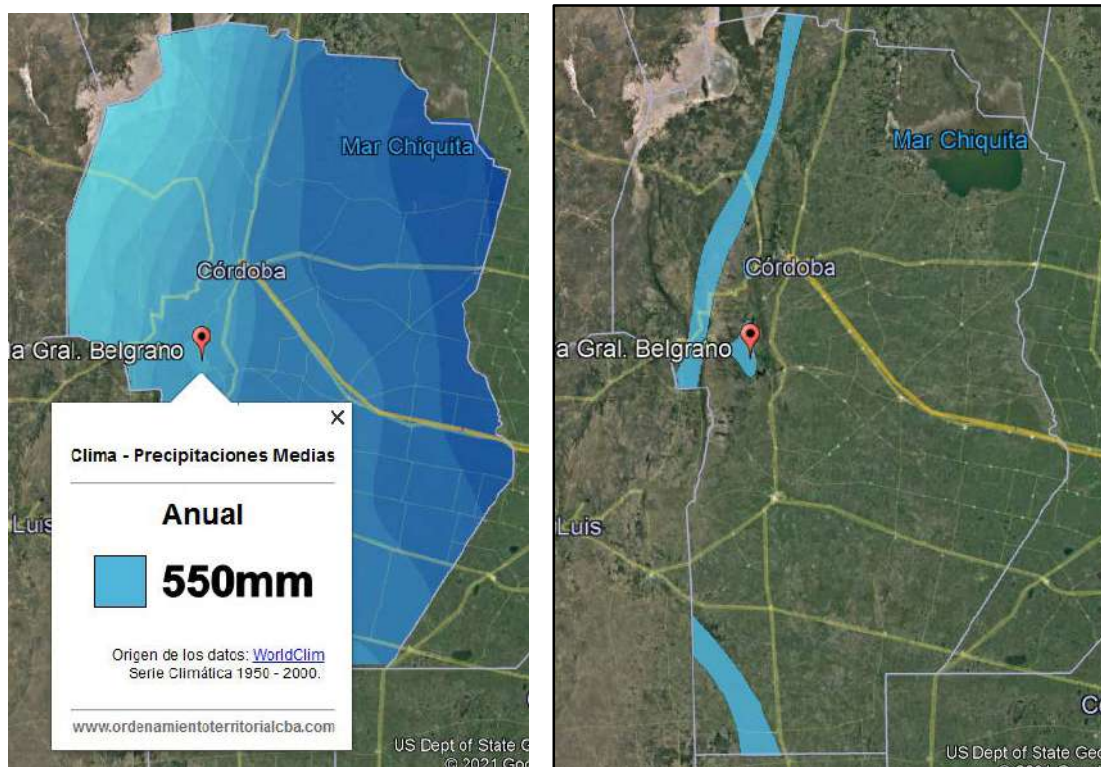 Mar Chiquita
Córdoba
a Gral. Belgrano
Clima - Precipitaciones Medias
Anual
550mm
Luis
Origen de los datos: WorldClim
Serie Climática 1950 - 2000.
www.ordenamientoterritorialcba.com
US Dept of State G
© 2021 Goo
Mar Chiquita
Córdoba
a Gral. Belgrano
Luis
US Dept of State Geo